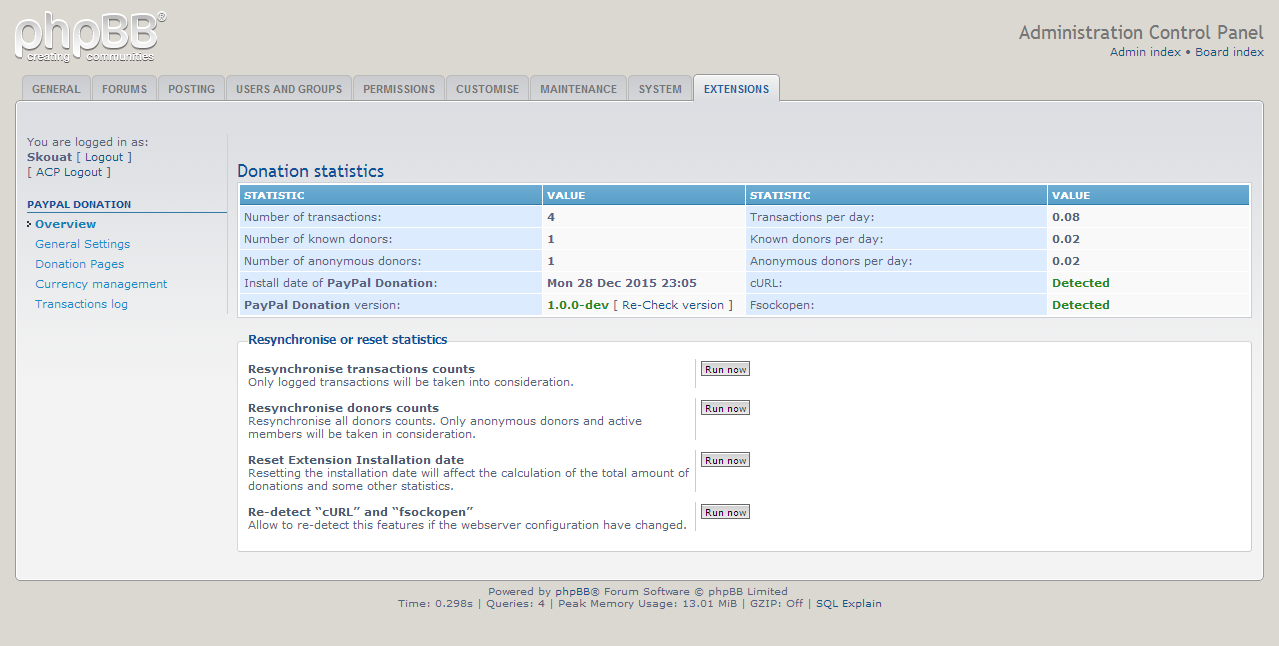 phpBB®
creating communities
Administration Control Panel
Admin index • Board index
GENERAL FORUMS POSTING USERS AND GROUPS PERMISSIONS CUSTOMISE MAINTENANCE SYSTEM EXTENSIONS
You are logged in as:
Skouat [ Logout ]
[ ACP Logout ]
PAYPAL DONATION
Overview
General Settings
Donation Pages
Currency management
Transactions log
Donation statistics
STATISTIC VALUE STATISTIC VALUE
Number of transactions: 4 Transactions per day: 0.08
Number of known donors: 1 Known donors per day: 0.02
Number of anonymous donors: 1 Anonymous donors per day: 0.02
Install date of PayPal Donation: Mon 28 Dec 2015 23:05 cURL: Detected
PayPal Donation version: 1.0.0-dev [ Re-Check version ] Fsockopen: Detected
Resynchronise or reset statistics
Resynchronise transactions counts Run now
Only logged transactions will be taken into consideration.
Resynchronise donors counts Run now
Resynchronise all donors counts. Only anonymous donors and active
members will be taken in consideration.
Reset Extension Installation date Run now
Resetting the installation date will affect the calculation of the total amount of
donations and some other statistics.
Re-detect “cURL” and “fsockopen” Run now
Allow to re-detect this features if the webserver configuration have changed.
Powered by phpBB® Forum Software © phpBB Limited
Time: 0.298s | Queries: 4 | Peak Memory Usage: 13.01 MiB | GZIP: Off | SQL Explain